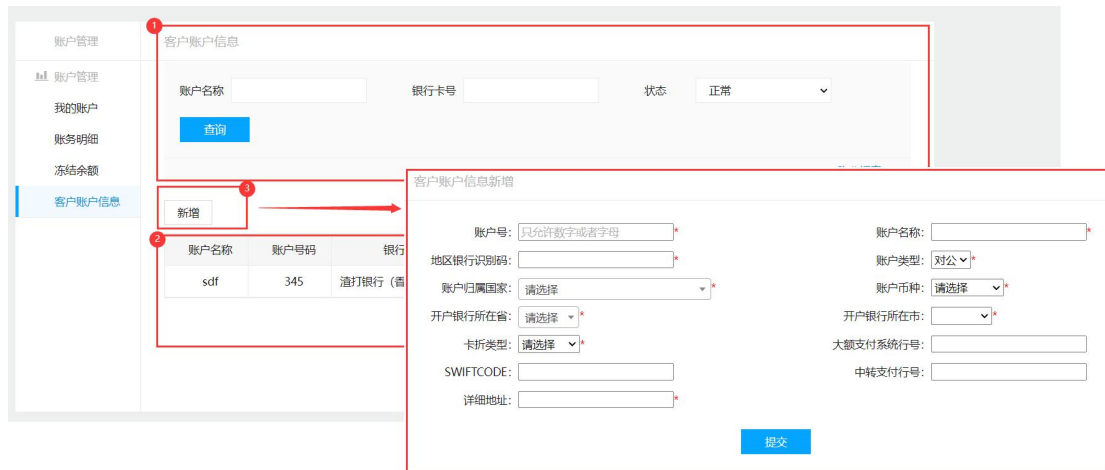 账户管理
账户管理
我的账户
账务明细
冻结余额
客户账户信息
1
客户账户信息
账户名称 银行卡号 状态 正常
查询
3
新增
2
账户名称 账户号码 银行
sdf 345 渣打银行（香
客户账户信息新增
账户号： 只允许数字或者字母 * 账户名称： *
地区银行识别码： * 账户类型： 对公 *
账户归属国家： 请选择 * 账户币种： 请选择 *
开户银行所在省： 请选择 * 开户银行所在市： *
卡折类型： 请选择 * 大额支付系统行号：
SWIFTCODE： 中转支付行号：
详细地址： *
提交